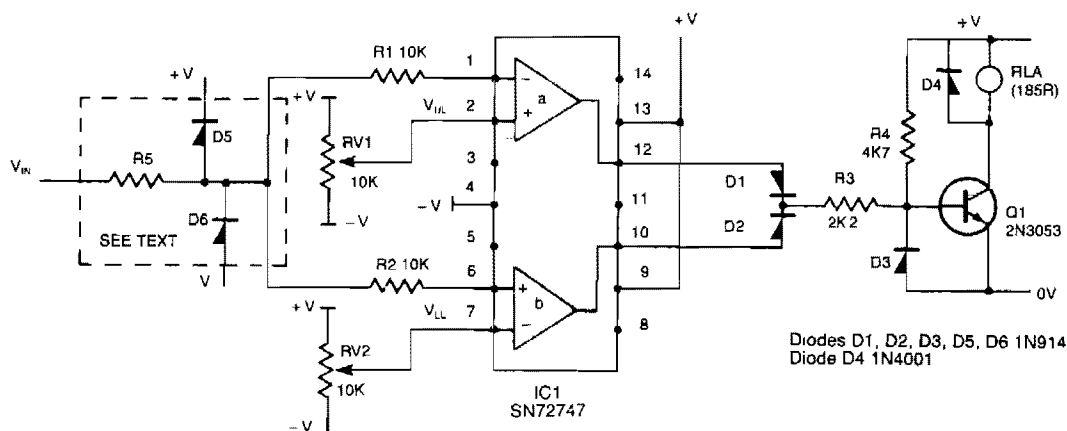 +V
V_IN
R5
D5
D6
SEE TEXT
V
R1 10K
+V
V_U/L
RV1
10K
-V
R2 10K
+V
V_LL
RV2
10K
-V
1
2
3
4
5
6
7
-V
a
b
14
13
12
11
10
9
8
IC1
SN72747
+V
D1
D2
R3
2K2
R4
4K7
D3
D4
+V
RLA
(185R)
Q1
2N3053
0V
Diodes D1, D2, D3, D5, D6 1N914
Diode D4 1N4001